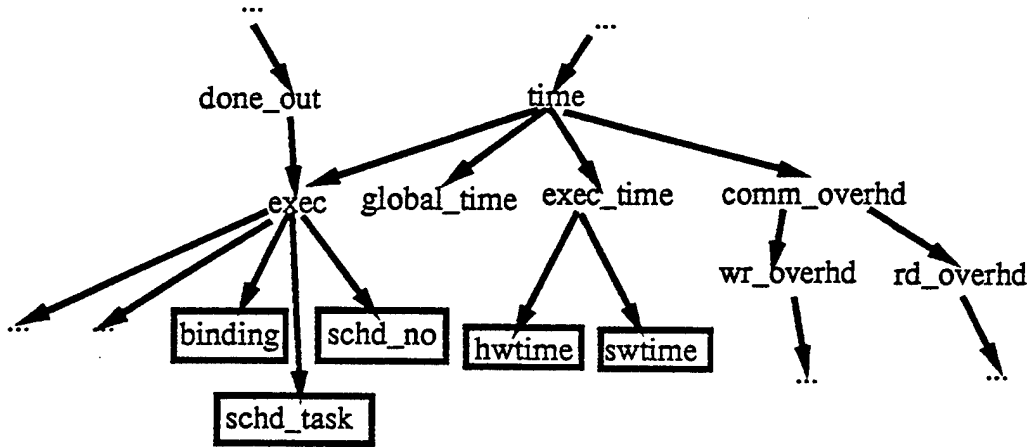 ...
...
done_out time
exec global_time exec_time comm_overhd
wr_overhd rd_overhd
... ... binding schd_no hwtime swtime
... ...
schd_task